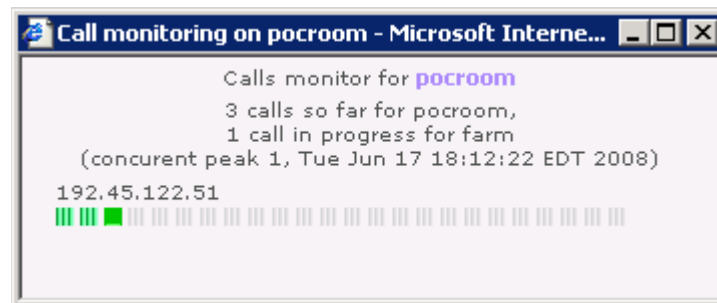 Call monitoring on pocroom - Microsoft Interne...
Calls monitor for pocroom
3 calls so far for pocroom,
1 call in progress for farm
(concurent peak 1, Tue Jun 17 18:12:22 EDT 2008)
192.45.122.51